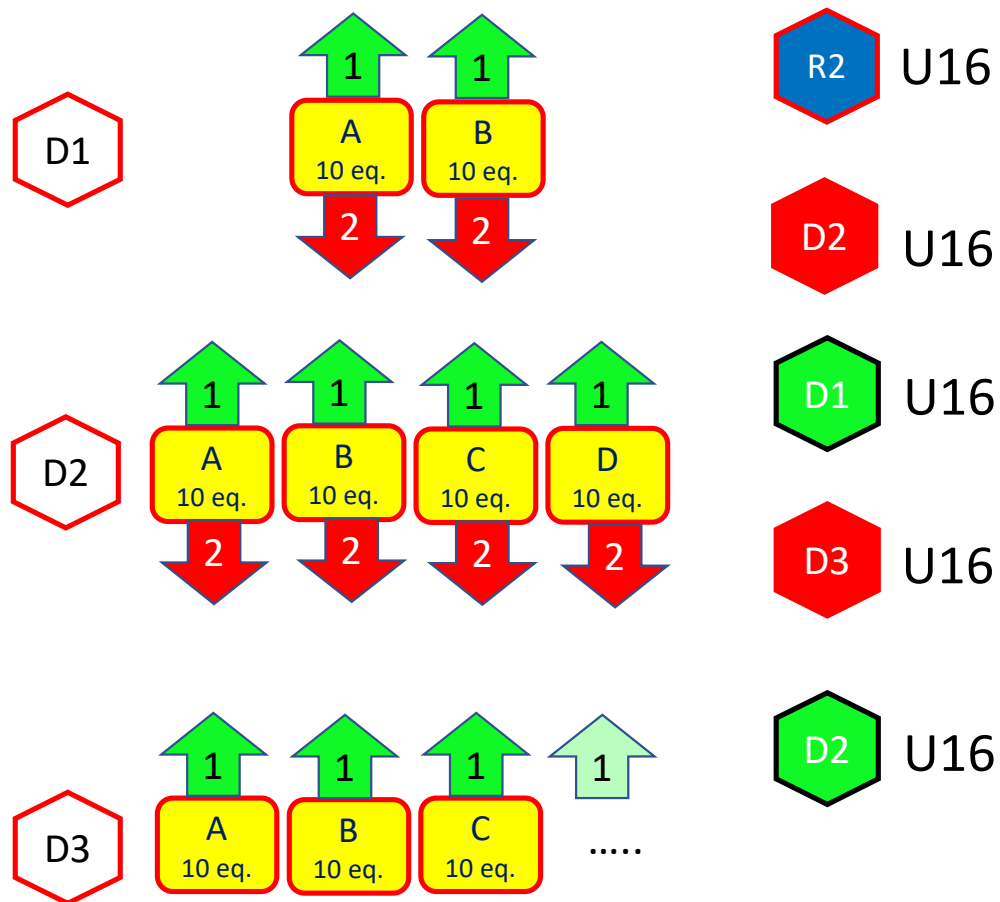 1 1
R2 U16
D1
A B
10 eq. 10 eq.
2 2
D2 U16
1 1 1 1
D1 U16
D2
A B C D
10 eq. 10 eq. 10 eq. 10 eq.
2 2 2 2
D3 U16
1 1 1 1
D2 U16
D3
A B C
10 eq. 10 eq. 10 eq.
.....